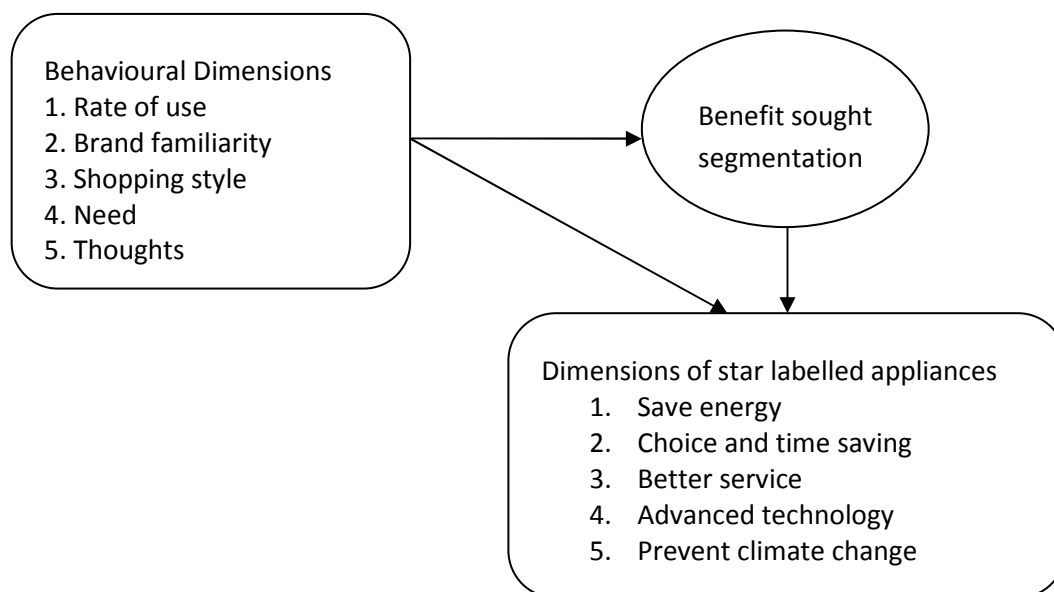 Behavioural Dimensions
1. Rate of use
2. Brand familiarity
3. Shopping style
4. Need
5. Thoughts
Benefit sought
segmentation
Dimensions of star labelled appliances
1. Save energy
2. Choice and time saving
3. Better service
4. Advanced technology
5. Prevent climate change